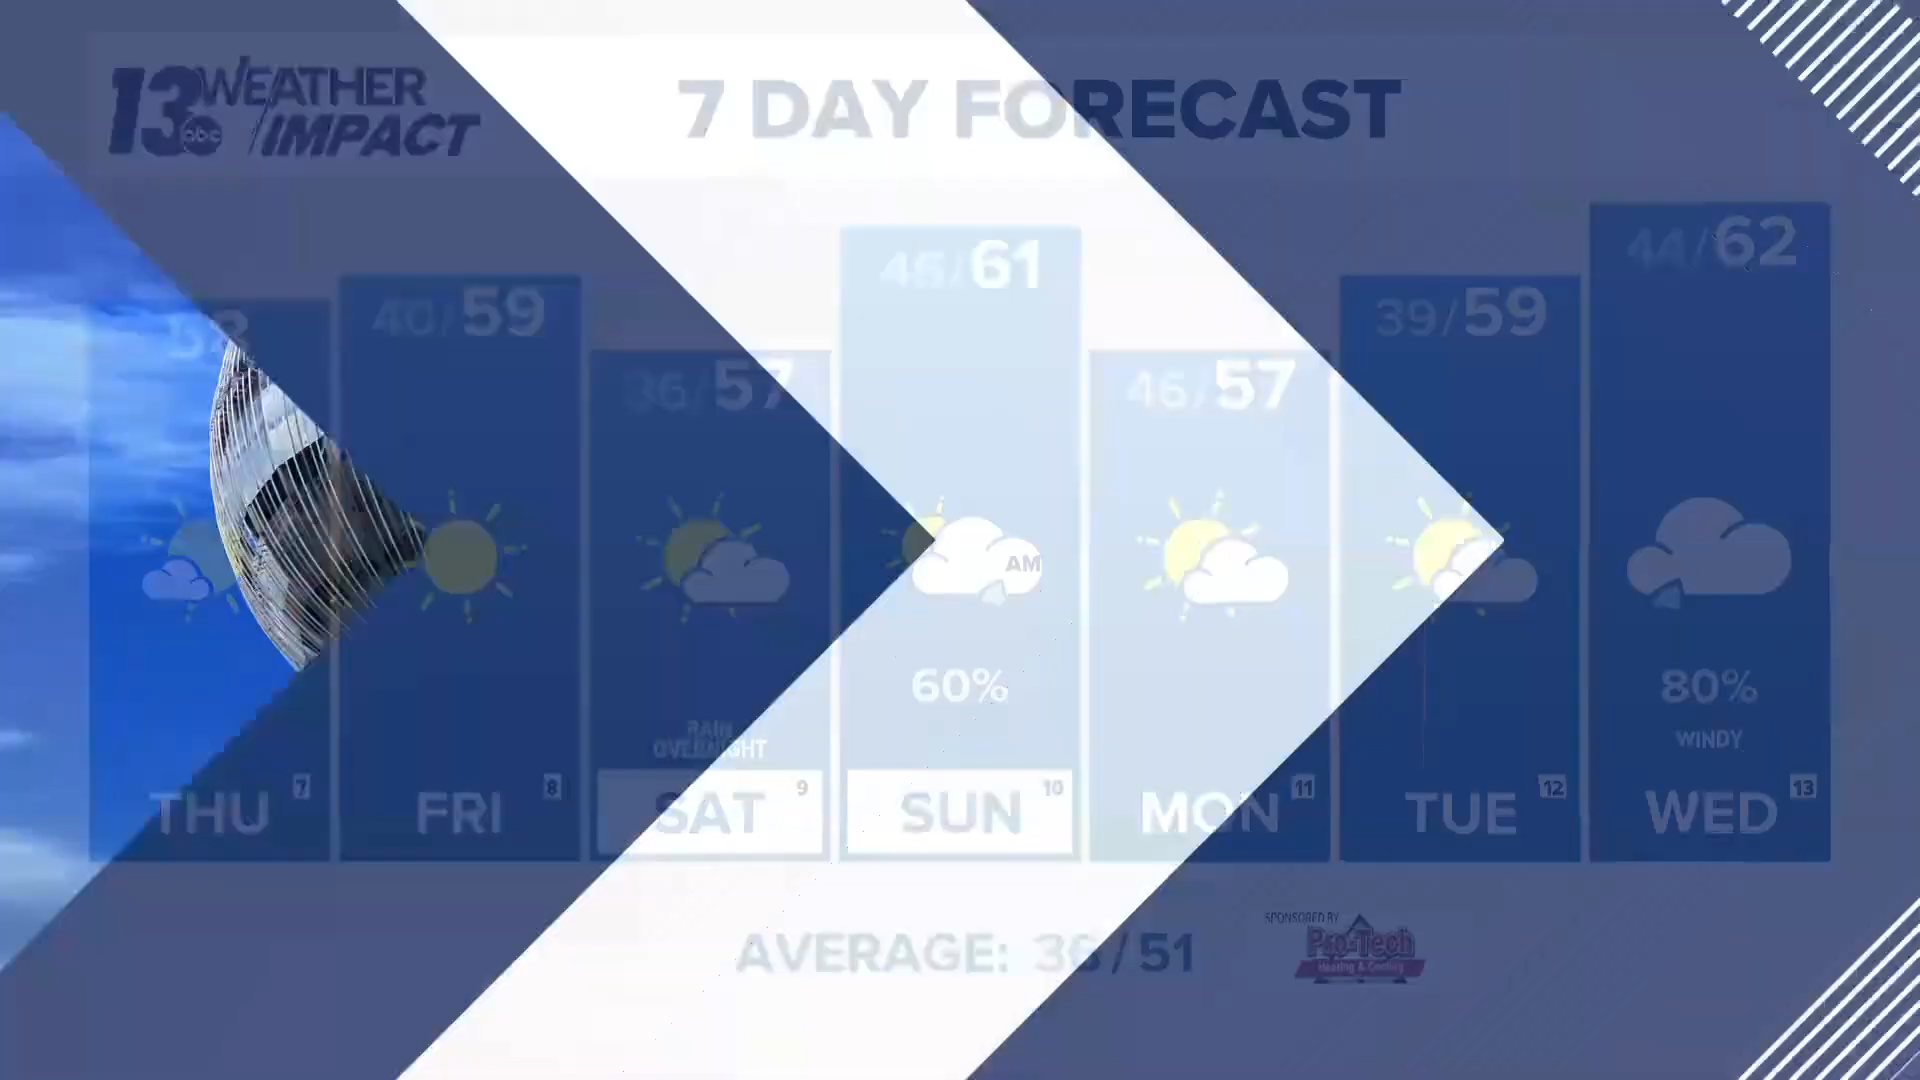 13 WEATHER IMPACT
abc
7 DAY FORECAST
40/59
36/57
46/61
46/57
39/59
44/62
AM
60%
80%
RAIN
OVERNIGHT
WINDY
THU 7
FRI 8
SAT 9
SUN 10
MON 11
TUE 12
WED 13
AVERAGE: 36/51
SPONSORED BY
Pro-Tech
Heating & Cooling